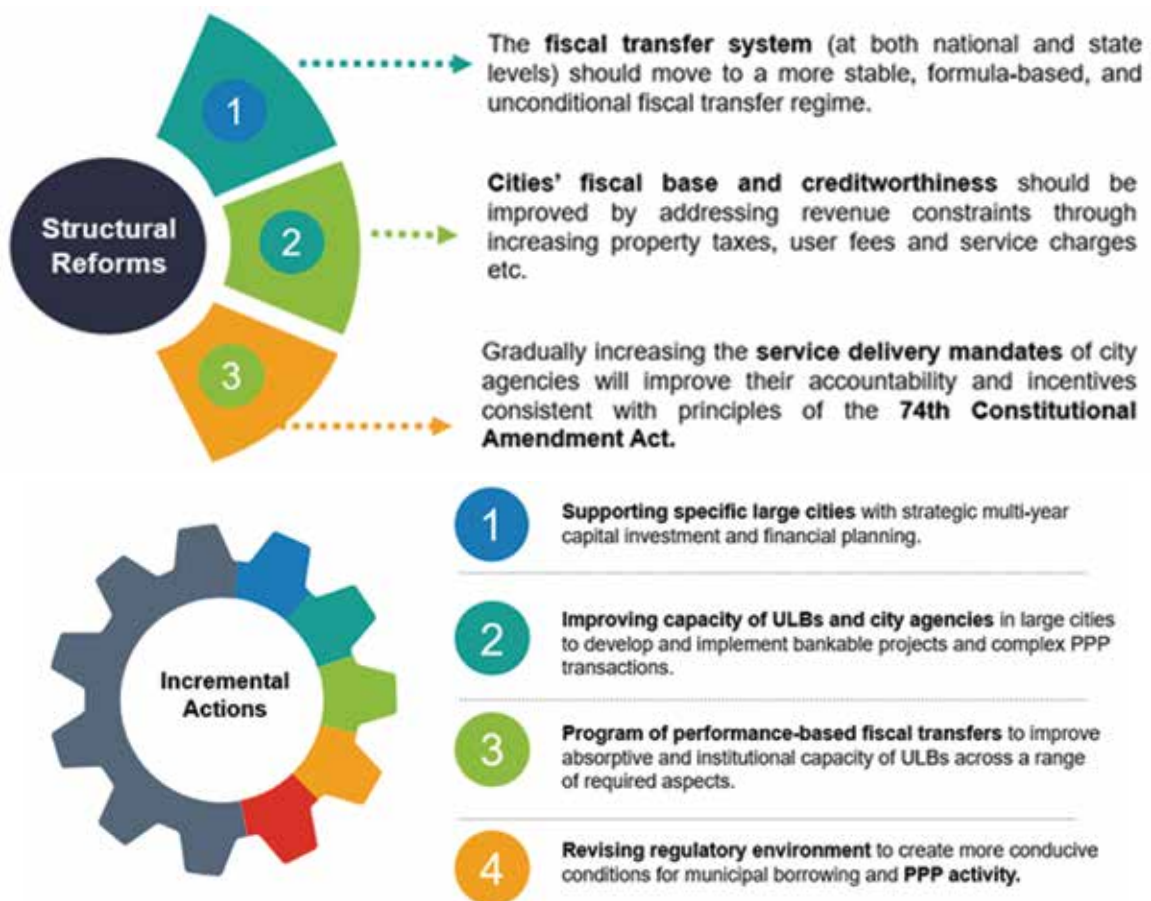 Structural
Reforms
1
The fiscal transfer system (at both national and state
levels) should move to a more stable, formula-based, and
unconditional fiscal transfer regime.
2
Cities' fiscal base and creditworthiness should be
improved by addressing revenue constraints through
increasing property taxes, user fees and service charges
etc.
3
Gradually increasing the service delivery mandates of city
agencies will improve their accountability and incentives
consistent with principles of the 74th Constitutional
Amendment Act.
Incremental
Actions
1
Supporting specific large cities with strategic multi-year
capital investment and financial planning.
2
Improving capacity of ULBs and city agencies in large cities
to develop and implement bankable projects and complex PPP
transactions.
3
Program of performance-based fiscal transfers to improve
absorptive and institutional capacity of ULBs across a range
of required aspects.
4
Revising regulatory environment to create more conducive
conditions for municipal borrowing and PPP activity.